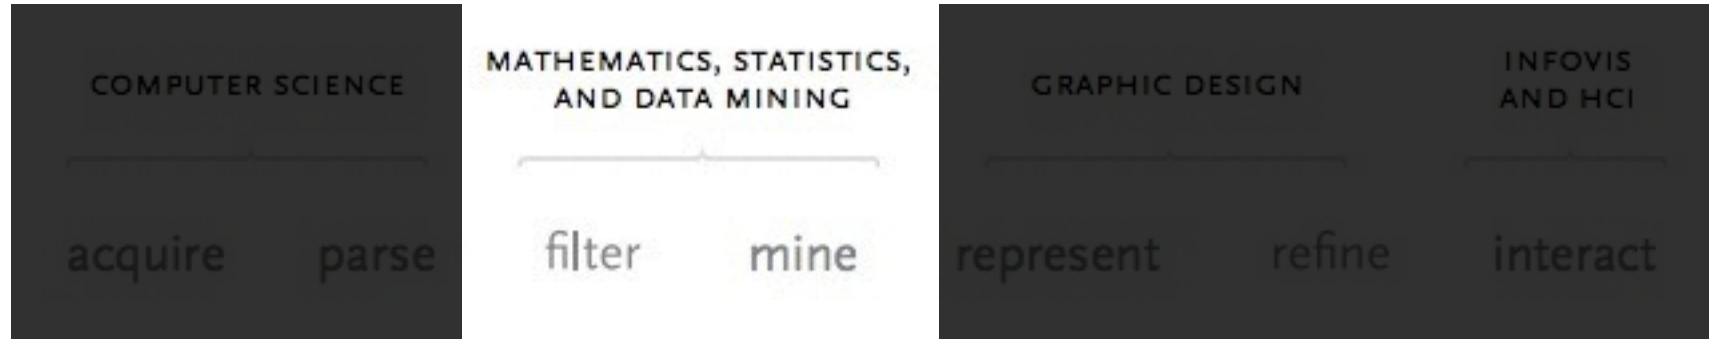 COMPUTER SCIENCE
MATHEMATICS, STATISTICS,
AND DATA MINING
GRAPHIC DESIGN
INFOVIS
AND HCI
acquire
parse
filter
mine
represent
refine
interact